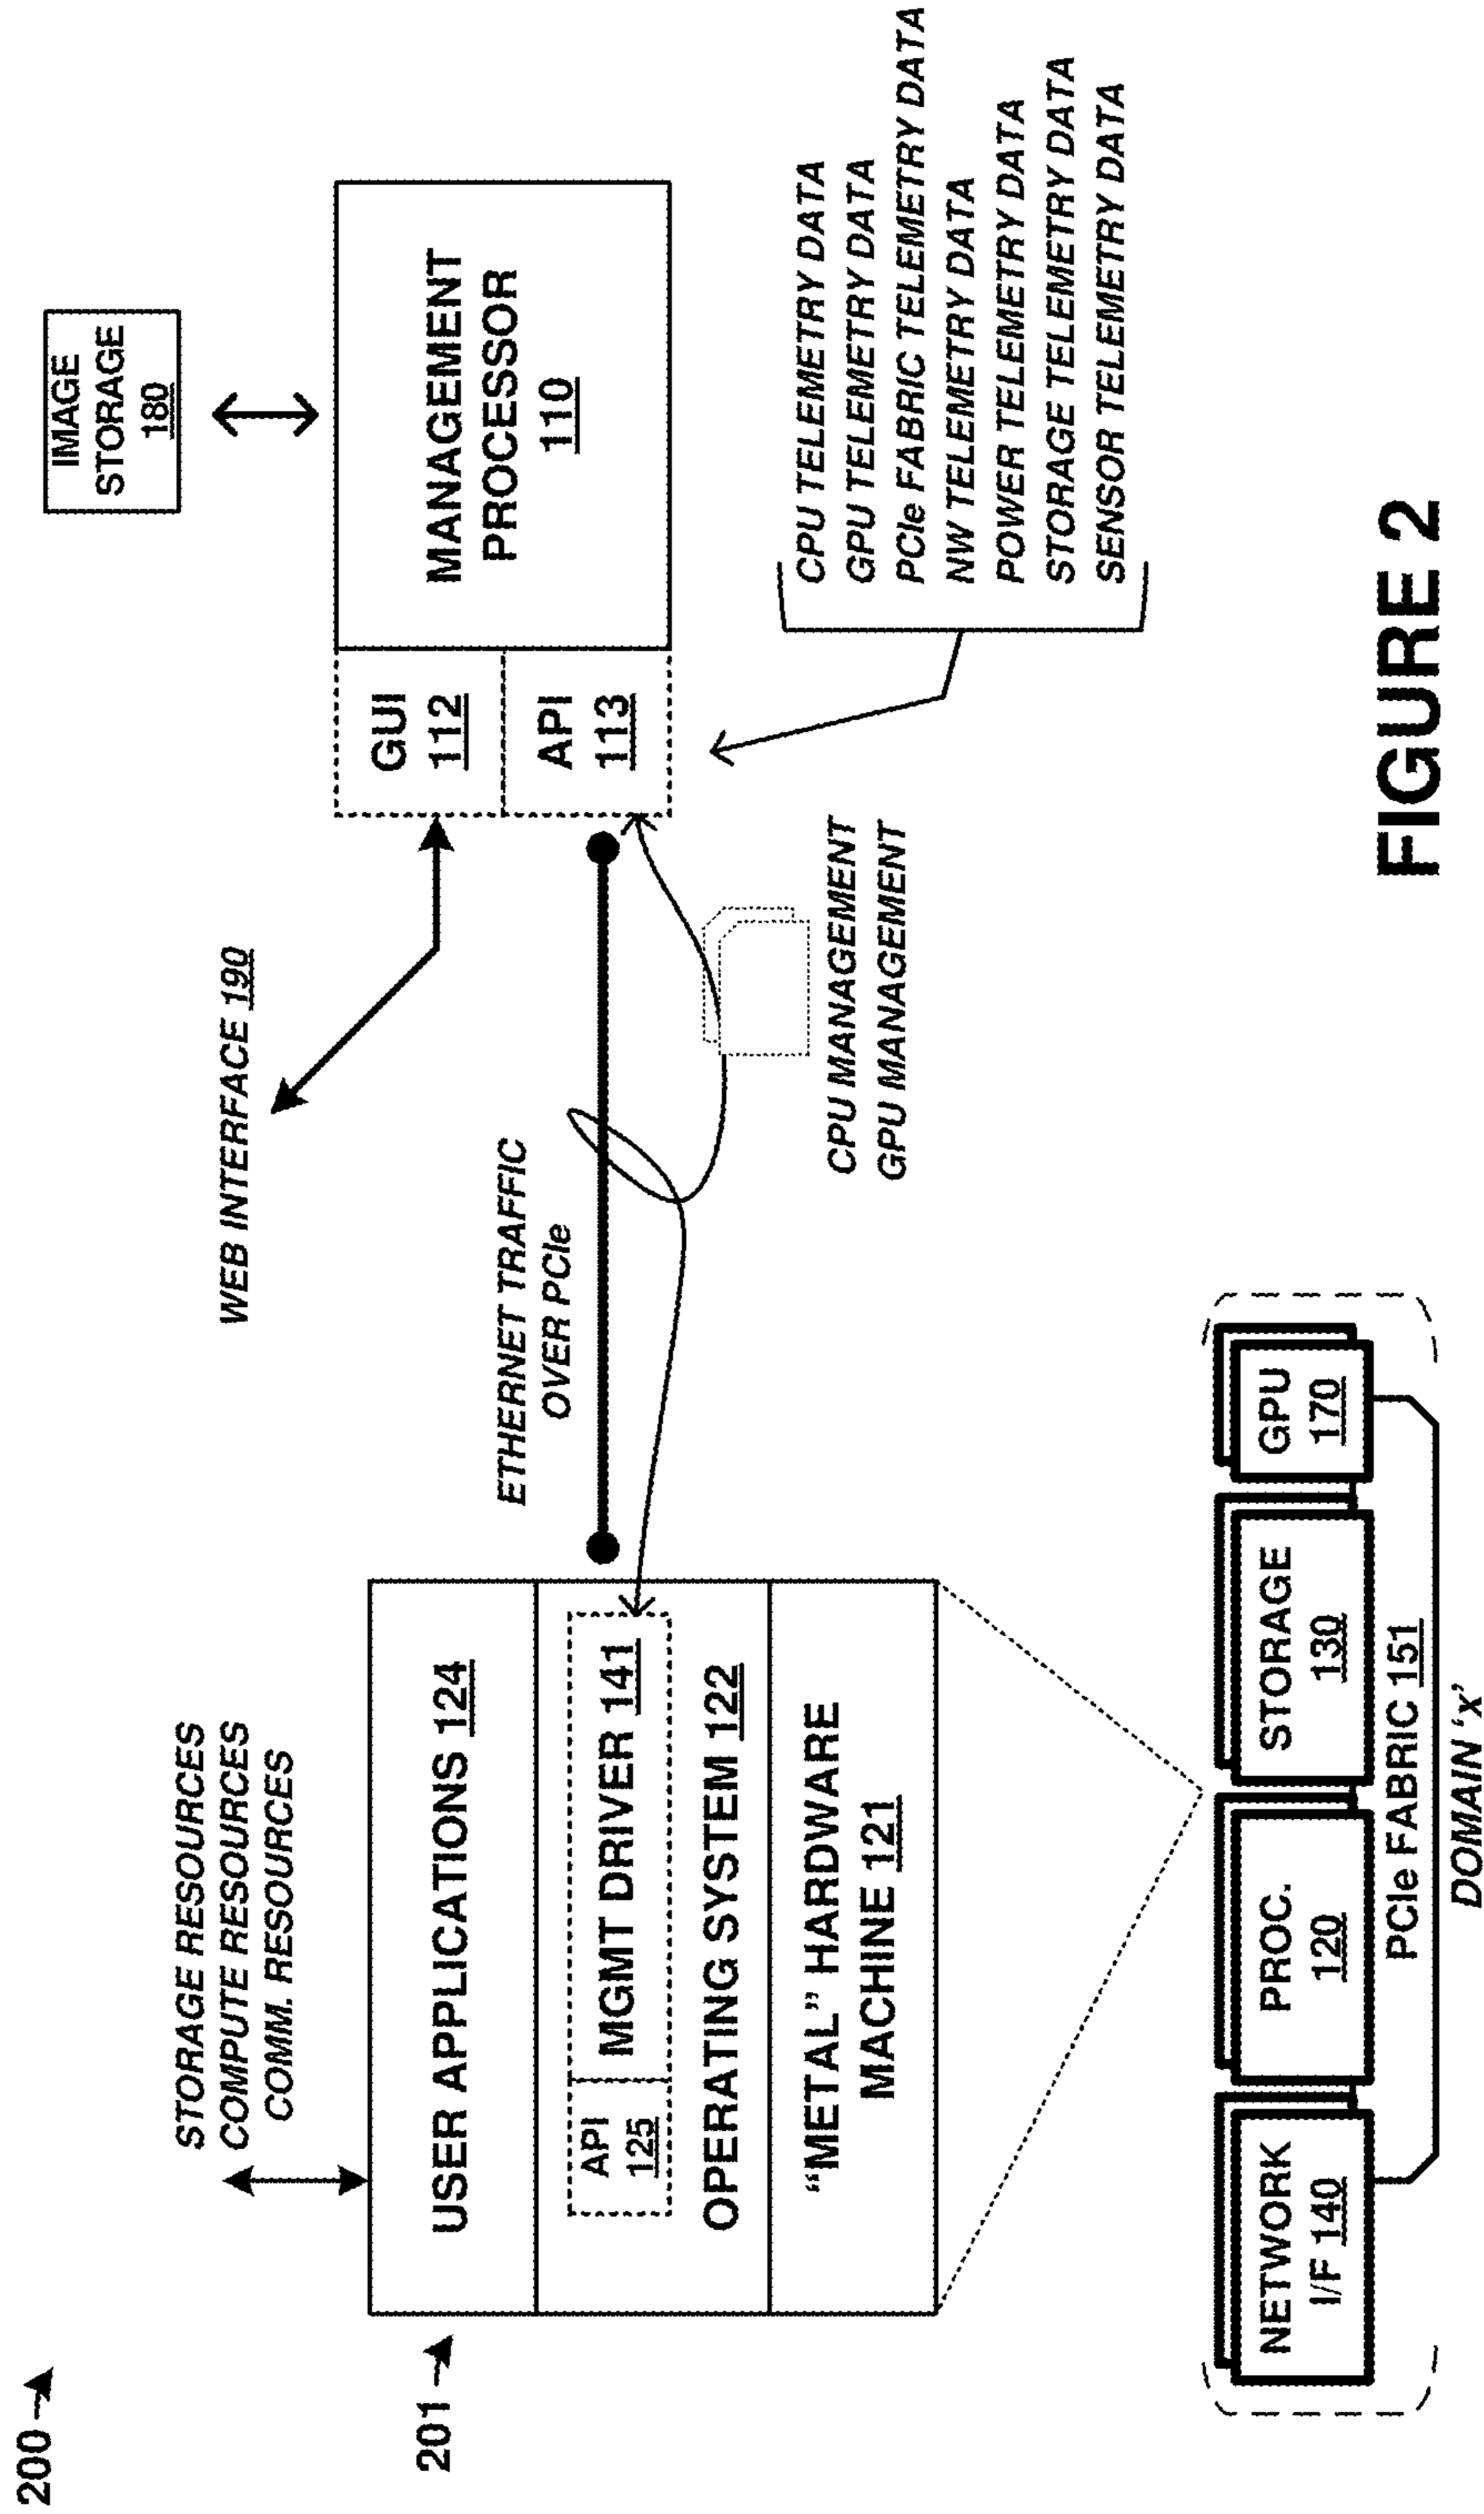 200
IMAGE
STORAGE
180
STORAGE RESOURCES
COMPUTE RESOURCES
COMM. RESOURCES
WEB INTERFACE 190
201
USER APPLICATIONS 124
API
125
MGMT DRIVER 141
OPERATING SYSTEM 122
“METAL” HARDWARE
MACHINE 121
ETHERNET TRAFFIC
OVER PCIe
GUI
112
API
113
MANAGEMENT
PROCESSOR
110
CPU MANAGEMENT
GPU MANAGEMENT
CPU TELEMETRY DATA
GPU TELEMETRY DATA
PCIe FABRIC TELEMETRY DATA
NW TELEMETRY DATA
POWER TELEMETRY DATA
STORAGE TELEMETRY DATA
SENSOR TELEMETRY DATA
NETWORK
I/F 140
PROC.
120
STORAGE
130
GPU
170
PCIe FABRIC 151
DOMAIN ‘x’
FIGURE 2